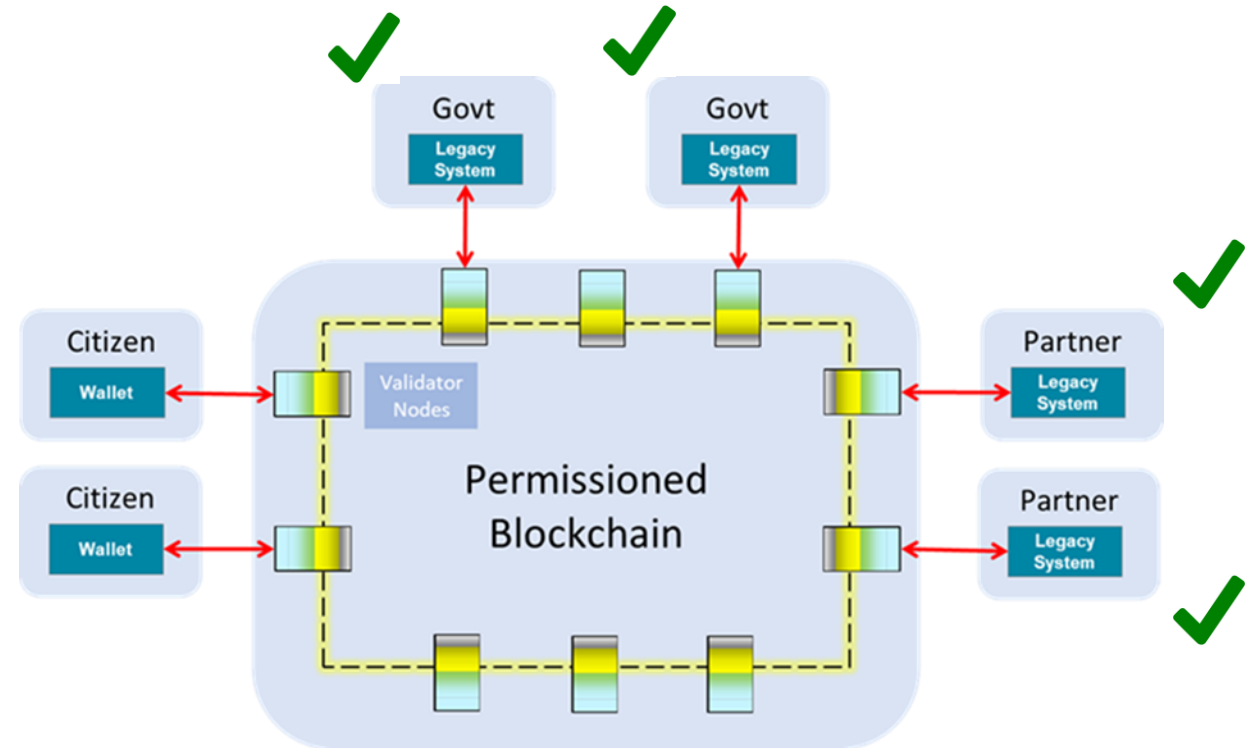 Govt
Legacy
System
Govt
Legacy
System
Citizen
Wallet
Validator
Nodes
Partner
Legacy
System
Permissioned
Blockchain
Citizen
Wallet
Partner
Legacy
System